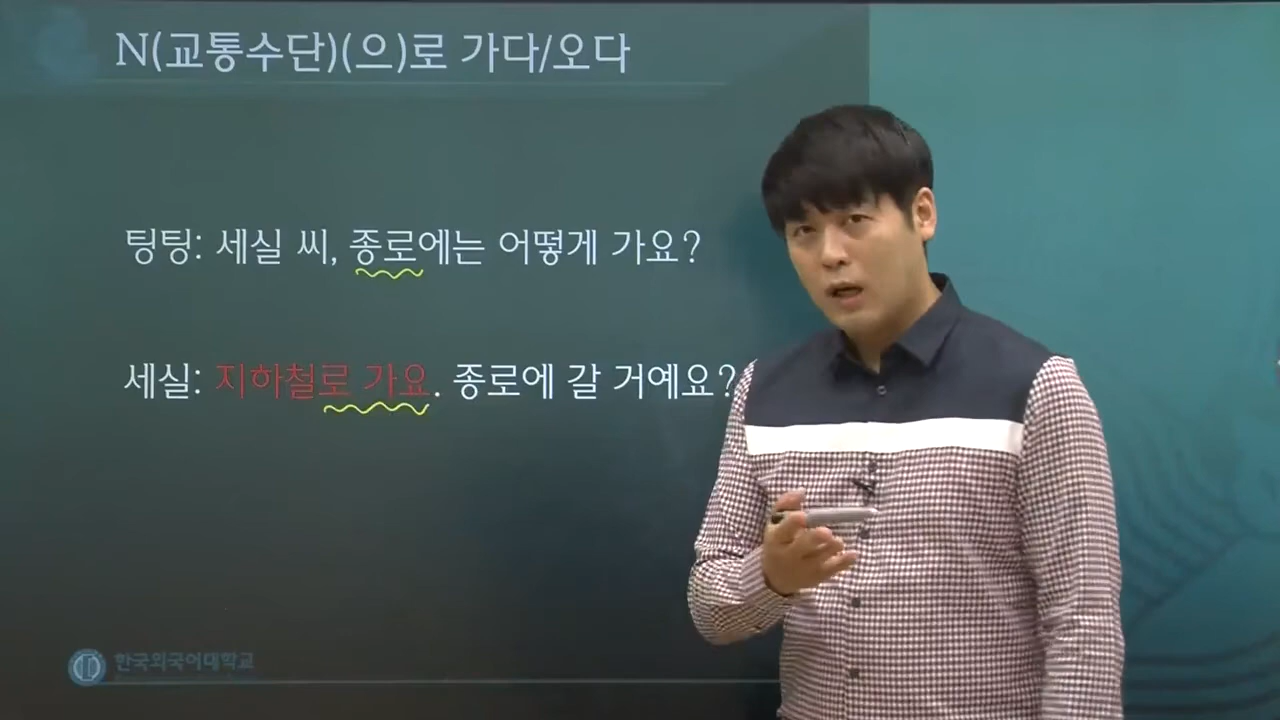 N(교통수단)(으)로 가다/오다
팅팅: 세실 씨, 종로에는 어떻게 가요?
세실: 지하철로 가요. 종로에 갈 거예요?
한국외국어대학교